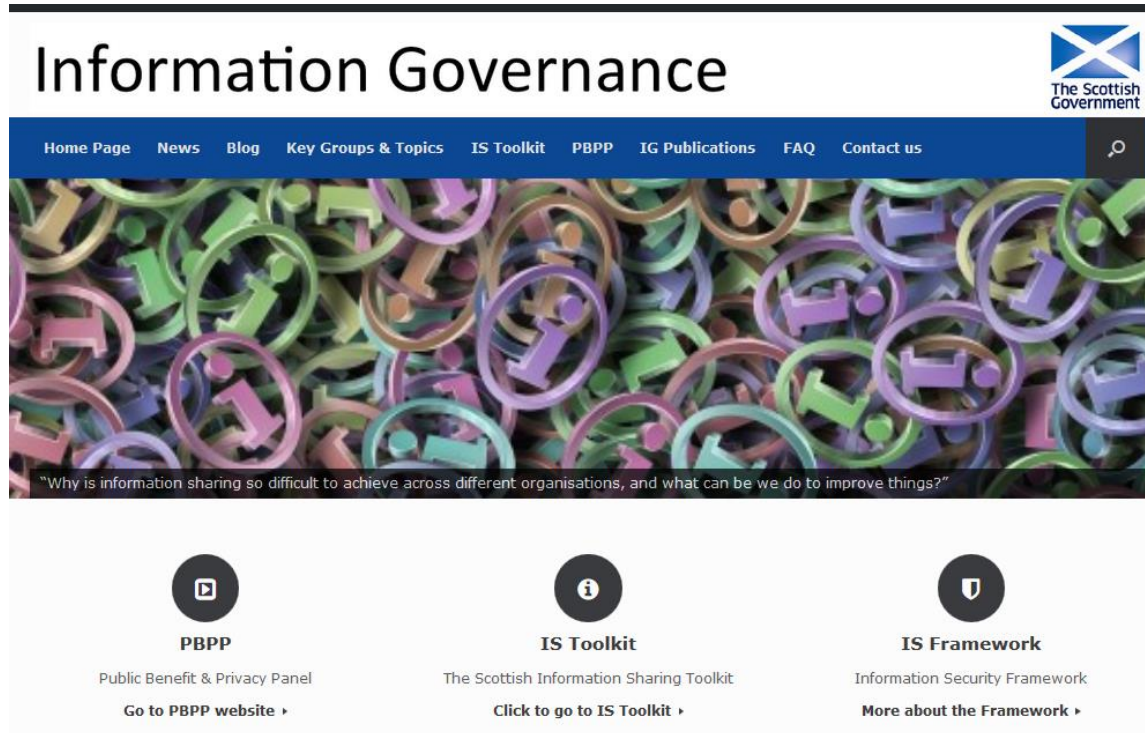 Information Governance
The Scottish
Government
Home Page News Blog Key Groups & Topics IS Toolkit PBPP IG Publications FAQ Contact us
"Why is information sharing so difficult to achieve across different organisations, and what can be we do to improve things?"
PBPP
Public Benefit & Privacy Panel
Go to PBPP website
IS Toolkit
The Scottish Information Sharing Toolkit
Click to go to IS Toolkit
IS Framework
Information Security Framework
More about the Framework